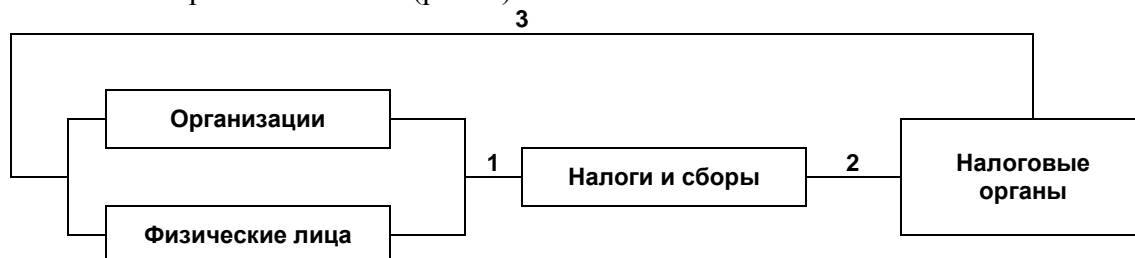 3
Организации
1
Налоги и сборы
2
Налоговые
органы
Физические лица